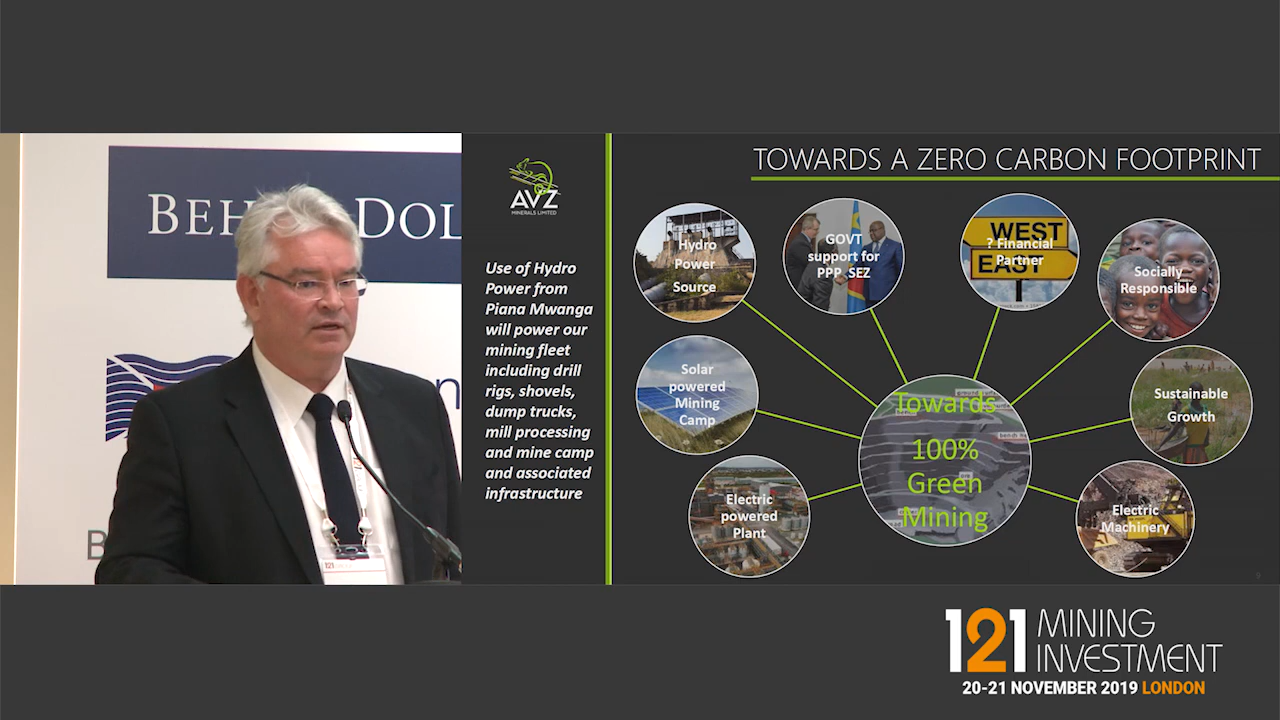 BEH
DOL
B
121
AVZ
MINERALS LIMITED
Use of Hydro
Power from
Piana Mwanga
will power our
mining fleet
including drill
rigs, shovels,
dump trucks,
mill processing
and mine camp
and associated
infrastructure
TOWARDS A ZERO CARBON FOOTPRINT
Hydro
Power
Source
GOVT
support for
PPP SEZ
WEST
? Financial
Partner
EAST
Socially
Responsible
Solar
powered
Mining
Camp
Sustainable
Growth
Electric
powered
Plant
Electric
Machinery
Towards
100%
Green
Mining
121 MINING
INVESTMENT
20-21 NOVEMBER 2019 LONDON